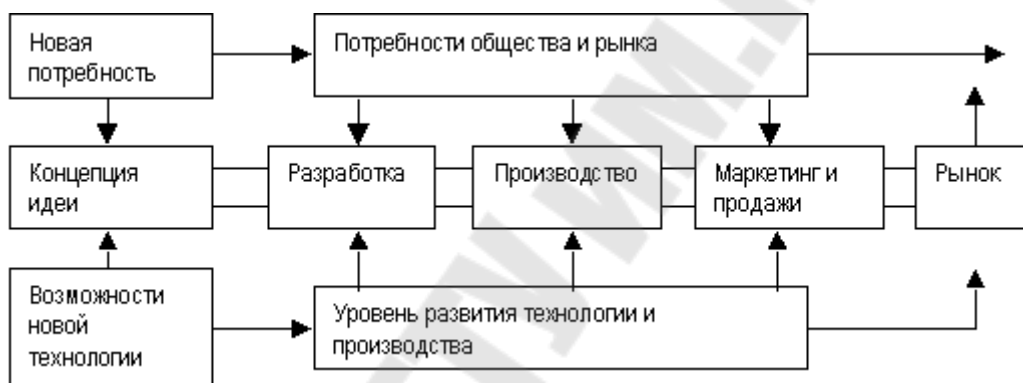 Новая
потребность
Потребности общества и рынка
Концепция
идеи
Разработка
Производство
Маркетинг и
продажи
Рынок
Возможности
новой
технологии
Уровень развития технологии и
производства